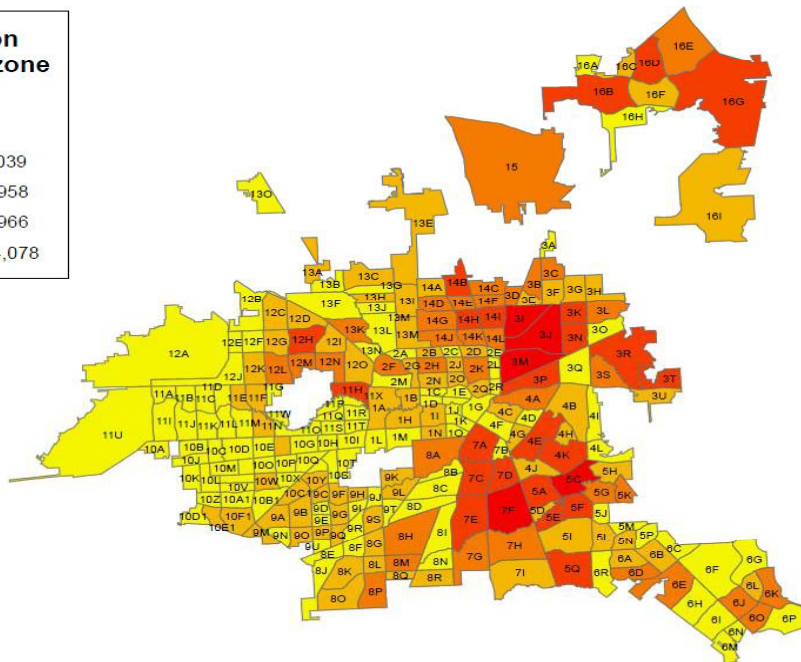 on
zone
039
958
966
,078
16E
16A 16C 16D
16B 16F 16G
16H
15
16I
13O
13E
3A
13A 13C 3C
13B 13G 14A 14B 14C 3B 3G
12B 13F 13H 13I 14D 14E 14F 3D 3E 3F 3H
12C 13J
12D 13K 13L 13M 14G 14H 14I 3I 3J 3K 3L
12A 12E 12F 12G 12H 12I 13M 14J 14K 14L 3N 3O
12J 12K 12L 12M 12N 12O 13N 2A 2B 2C 2D 2E 3M 3R
2F 2G 2H 2J 2K 2L 3P 3Q 3S 3T
11D 11G 11H 2M 2N 2O 2Q 2R 3U
11A 11B 11C 11E 11F 11X 1B 1C 1E 4A
11U 11I 11J 11K 11L 11M 11N 11W 11P 11Q 11R 1A 1D 1G 4B
11O 11S 11T 1H 1I 1J 1K 4C 4I
10A 10B 10C 10D 10E 10G 10H 10I 1L 1M 1N 1Q 4F 4G 4H
10J 10M 10O 10P 10Q 10T 8A 7A 7B 4E 4K 4L
10K 10L 10V 10W 10X 10Y 10S 9K 8B 7C 7D 4J 5C 5H
10Z 10A1 10B1 10C1 9C 9F 9H 9J 9L 8C 5A 5G 5K
10D1 10F1 9A 9B 9D 9G 9I 9T 8D 7E 7F 5D 5E 5F 5J
10E1 9M 9N 9O 9E 9P 9Q 9R 9S 8H 8I 5M
9U 8E 8F 8G 7G 7H 5I 5I 5N 5P 6C
8J 8K 8L 8M 8N 6A 6B 6F 6G
8Q 8R 7I 5Q 6R 6D 6E 6L 6K
8O 8P 6H 6J
6I 6O 6P
6N
6M